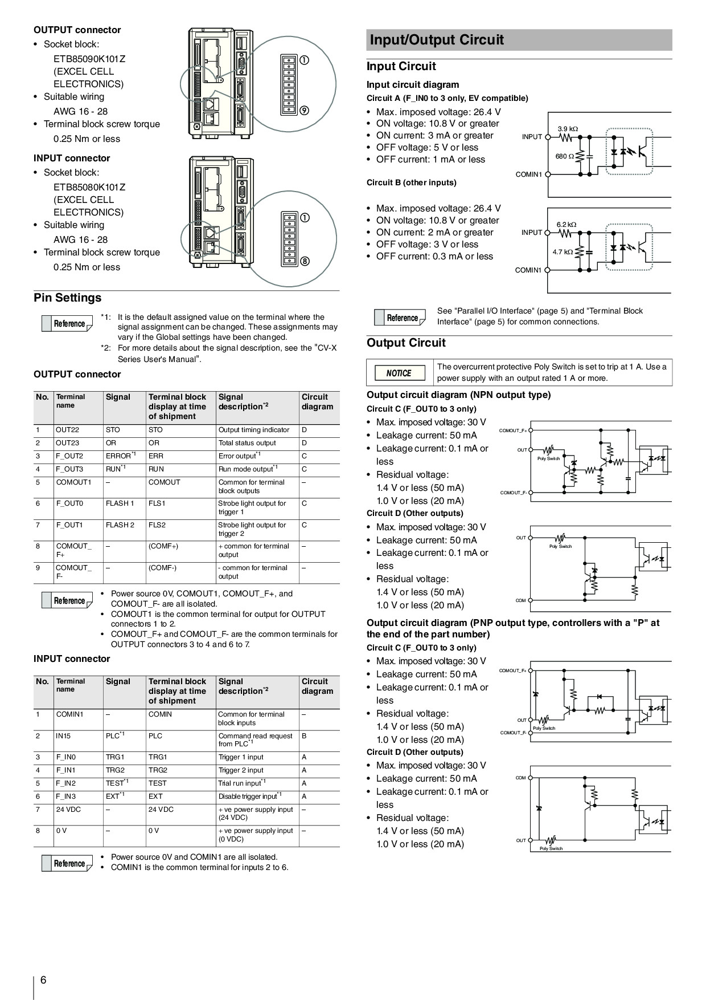 OUTPUT connector
• Socket block:
ETB85090K101Z
(EXCEL CELL
ELECTRONICS)
• Suitable wiring
AWG 16 - 28
• Terminal block screw torque
0.25 Nm or less
①
⑨
INPUT connector
• Socket block:
ETB85080K101Z
(EXCEL CELL
ELECTRONICS)
• Suitable wiring
AWG 16 - 28
• Terminal block screw torque
0.25 Nm or less
①
⑧
Pin Settings
Reference
*1: It is the default assigned value on the terminal where the
signal assignment can be changed. These assignments may
vary if the Global settings have been changed.
*2: For more details about the signal description, see the "CV-X
Series User's Manual".
OUTPUT connector
No. Terminal name Signal Terminal block display at time of shipment Signal description*2 Circuit diagram
1 OUT22 STO STO Output timing indicator D
2 OUT23 OR OR Total status output D
3 F_OUT2 ERROR*1 ERR Error output*1 C
4 F_OUT3 RUN*1 RUN Run mode output*1 C
5 COMOUT1 – COMOUT Common for terminal block outputs –
6 F_OUT0 FLASH 1 FLS1 Strobe light output for trigger 1 C
7 F_OUT1 FLASH 2 FLS2 Strobe light output for trigger 2 C
8 COMOUT_F+ – (COMF+) + common for terminal output –
9 COMOUT_F- – (COMF-) - common for terminal output –
Reference
• Power source 0V, COMOUT1, COMOUT_F+, and
COMOUT_F- are all isolated.
• COMOUT1 is the common terminal for output for OUTPUT
connectors 1 to 2.
• COMOUT_F+ and COMOUT_F- are the common terminals for
OUTPUT connectors 3 to 4 and 6 to 7.
INPUT connector
No. Terminal name Signal Terminal block display at time of shipment Signal description*2 Circuit diagram
1 COMIN1 – COMIN Common for terminal block inputs –
2 IN15 PLC*1 PLC Command read request from PLC*1 B
3 F_IN0 TRG1 TRG1 Trigger 1 input A
4 F_IN1 TRG2 TRG2 Trigger 2 input A
5 F_IN2 TEST*1 TEST Trial run input*1 A
6 F_IN3 EXT*1 EXT Disable trigger input*1 A
7 24 VDC – 24 VDC + ve power supply input (24 VDC) –
8 0 V – 0 V + ve power supply input (0 VDC) –
Reference
• Power source 0V and COMIN1 are all isolated.
• COMIN1 is the common terminal for inputs 2 to 6.
6
Input/Output Circuit
Input Circuit
Input circuit diagram
Circuit A (F_IN0 to 3 only, EV compatible)
• Max. imposed voltage: 26.4 V
• ON voltage: 10.8 V or greater
• ON current: 3 mA or greater
• OFF voltage: 5 V or less
• OFF current: 1 mA or less
INPUT
3.9 kΩ
680 Ω
COMIN1
Circuit B (other inputs)
• Max. imposed voltage: 26.4 V
• ON voltage: 10.8 V or greater
• ON current: 2 mA or greater
• OFF voltage: 3 V or less
• OFF current: 0.3 mA or less
INPUT
6.2 kΩ
4.7 kΩ
COMIN1
Reference
See "Parallel I/O Interface" (page 5) and "Terminal Block
Interface" (page 5) for common connections.
Output Circuit
NOTICE
The overcurrent protective Poly Switch is set to trip at 1 A. Use a
power supply with an output rated 1 A or more.
Output circuit diagram (NPN output type)
Circuit C (F_OUT0 to 3 only)
• Max. imposed voltage: 30 V
• Leakage current: 50 mA
• Leakage current: 0.1 mA or
less
• Residual voltage:
1.4 V or less (50 mA)
1.0 V or less (20 mA)
COMOUT_F+
OUT
Poly Switch
COMOUT_F-
Circuit D (Other outputs)
• Max. imposed voltage: 30 V
• Leakage current: 50 mA
• Leakage current: 0.1 mA or
less
• Residual voltage:
1.4 V or less (50 mA)
1.0 V or less (20 mA)
OUT
Poly Switch
COM
Output circuit diagram (PNP output type, controllers with a "P" at
the end of the part number)
Circuit C (F_OUT0 to 3 only)
• Max. imposed voltage: 30 V
• Leakage current: 50 mA
• Leakage current: 0.1 mA or
less
• Residual voltage:
1.4 V or less (50 mA)
1.0 V or less (20 mA)
COMOUT_F+
OUT
Poly Switch
COMOUT_F-
Circuit D (Other outputs)
• Max. imposed voltage: 30 V
• Leakage current: 50 mA
• Leakage current: 0.1 mA or
less
• Residual voltage:
1.4 V or less (50 mA)
1.0 V or less (20 mA)
COM
OUT
Poly Switch